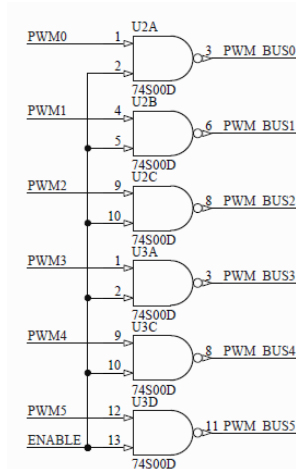 U2A
PWM0 1 3 PWM_BUS0
2
74S00D
U2B
PWM1 4 6 PWM_BUS1
5
74S00D
U2C
PWM2 9 8 PWM_BUS2
10
74S00D
U3A
PWM3 1 3 PWM_BUS3
2
74S00D
U3C
PWM4 9 8 PWM_BUS4
10
74S00D
U3D
PWM5 12 11 PWM_BUS5
ENABLE 13
74S00D